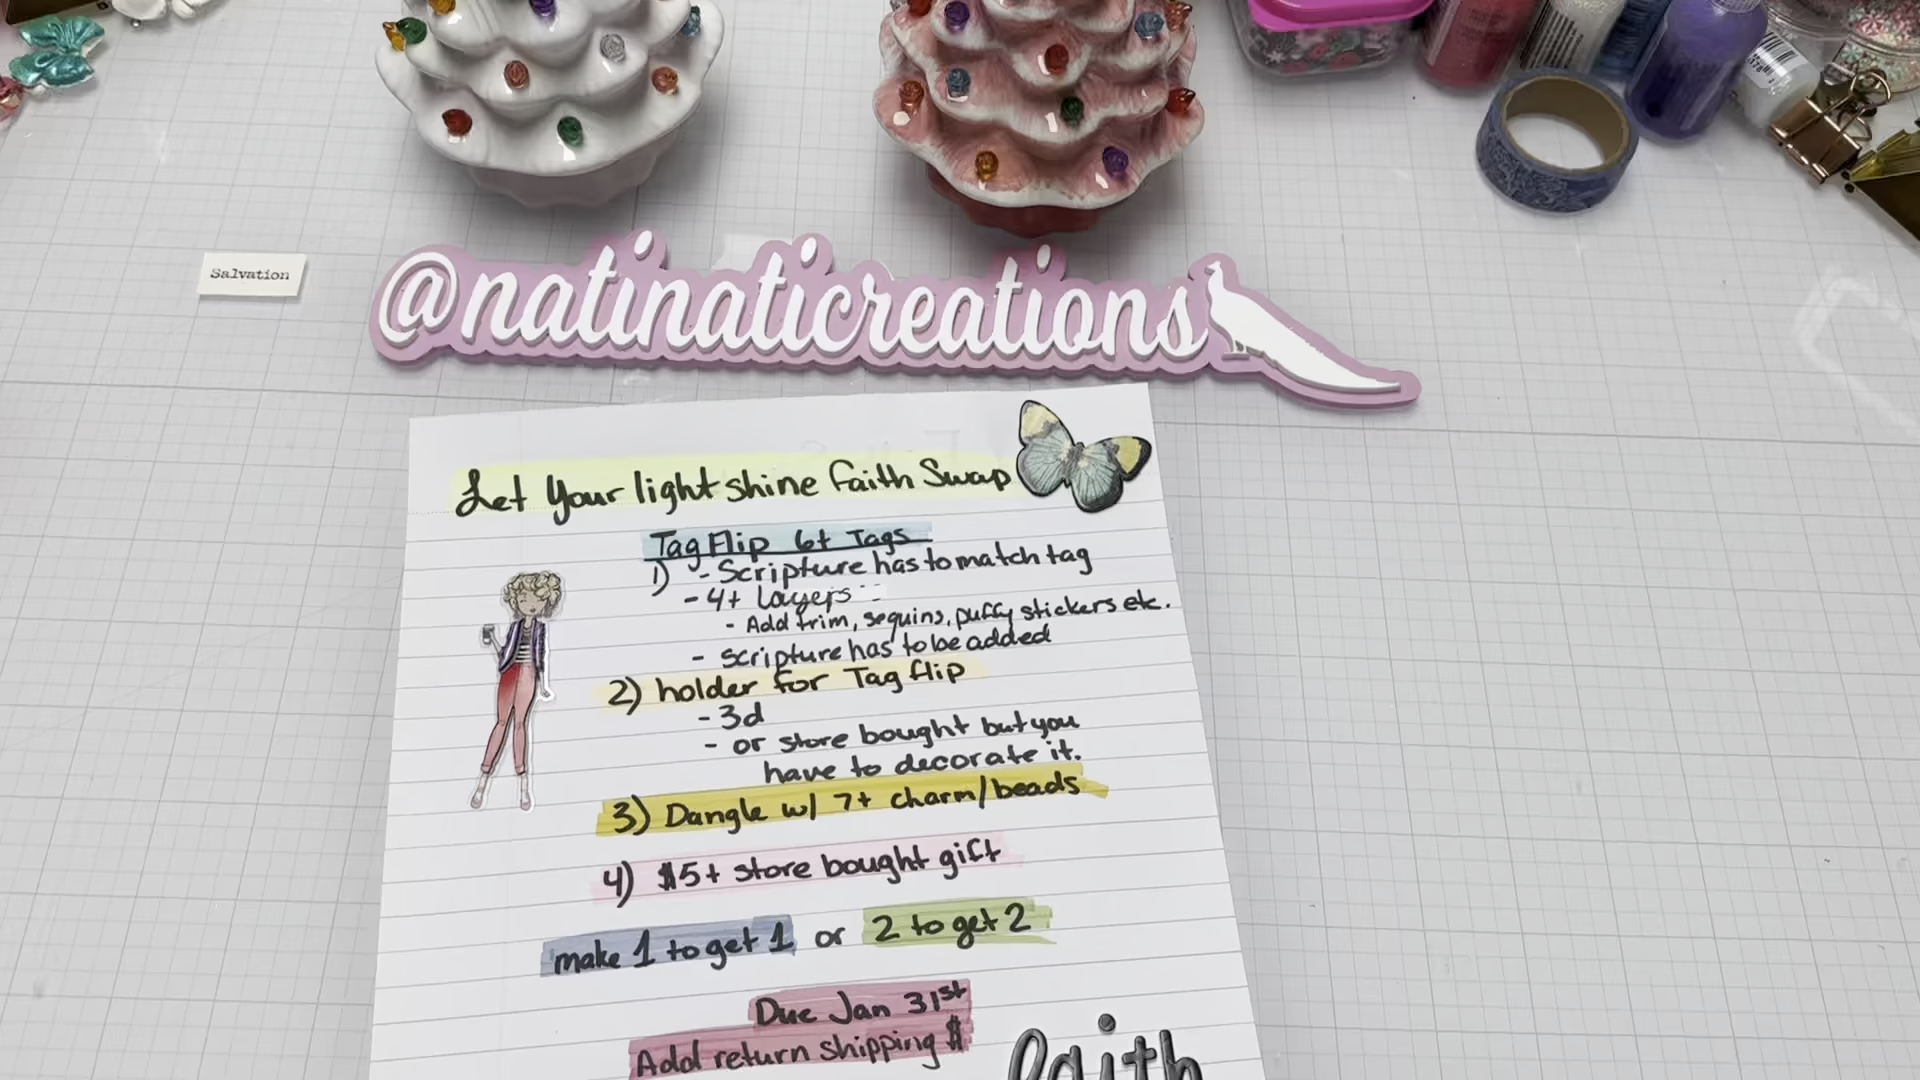 Salvation
@natinaticreations
Let Your light shine faith Swap
Tag Flip 6+ Tags
1) - Scripture has to match tag
- 4+ Layers
- Add trim, sequins, puffy stickers etc.
- scripture has to be added
2) holder for Tag flip
- 3d
- or store bought but you
have to decorate it.
3) Dangle w/ 7+ charm/beads
4) $5+ store bought gift
make 1 to get 1 or 2 to get 2
Due Jan 31st
Add return shipping $
faith